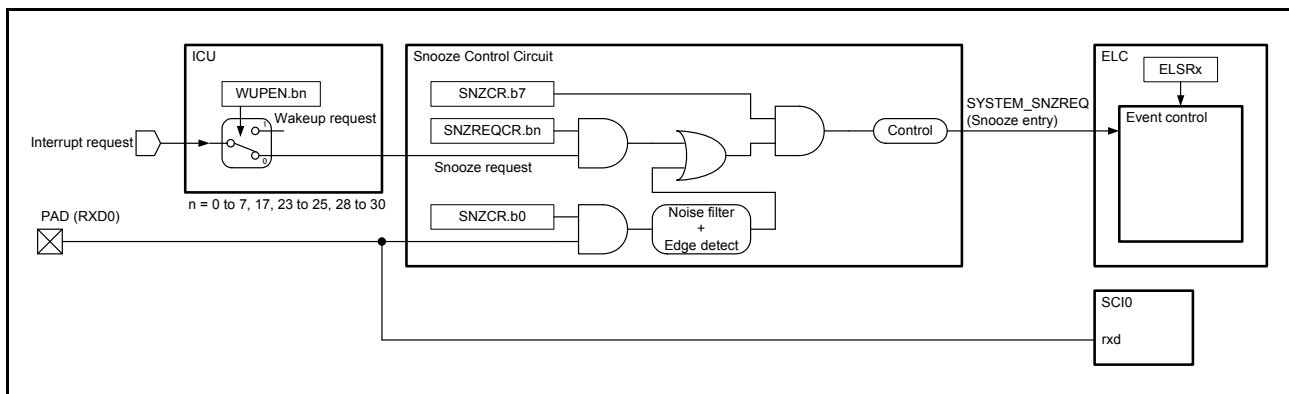 ICU
WUPEN.bn
1
Wakeup request
0
Interrupt request
n = 0 to 7, 17, 23 to 25, 28 to 30
PAD (RXD0)
Snooze Control Circuit
SNZCR.b7
SNZREQCR.bn
Snooze request
SNZCR.b0
Noise filter
+
Edge detect
Control
SYSTEM_SNZREQ
(Snooze entry)
ELC
ELSRx
Event control
SCI0
rxd